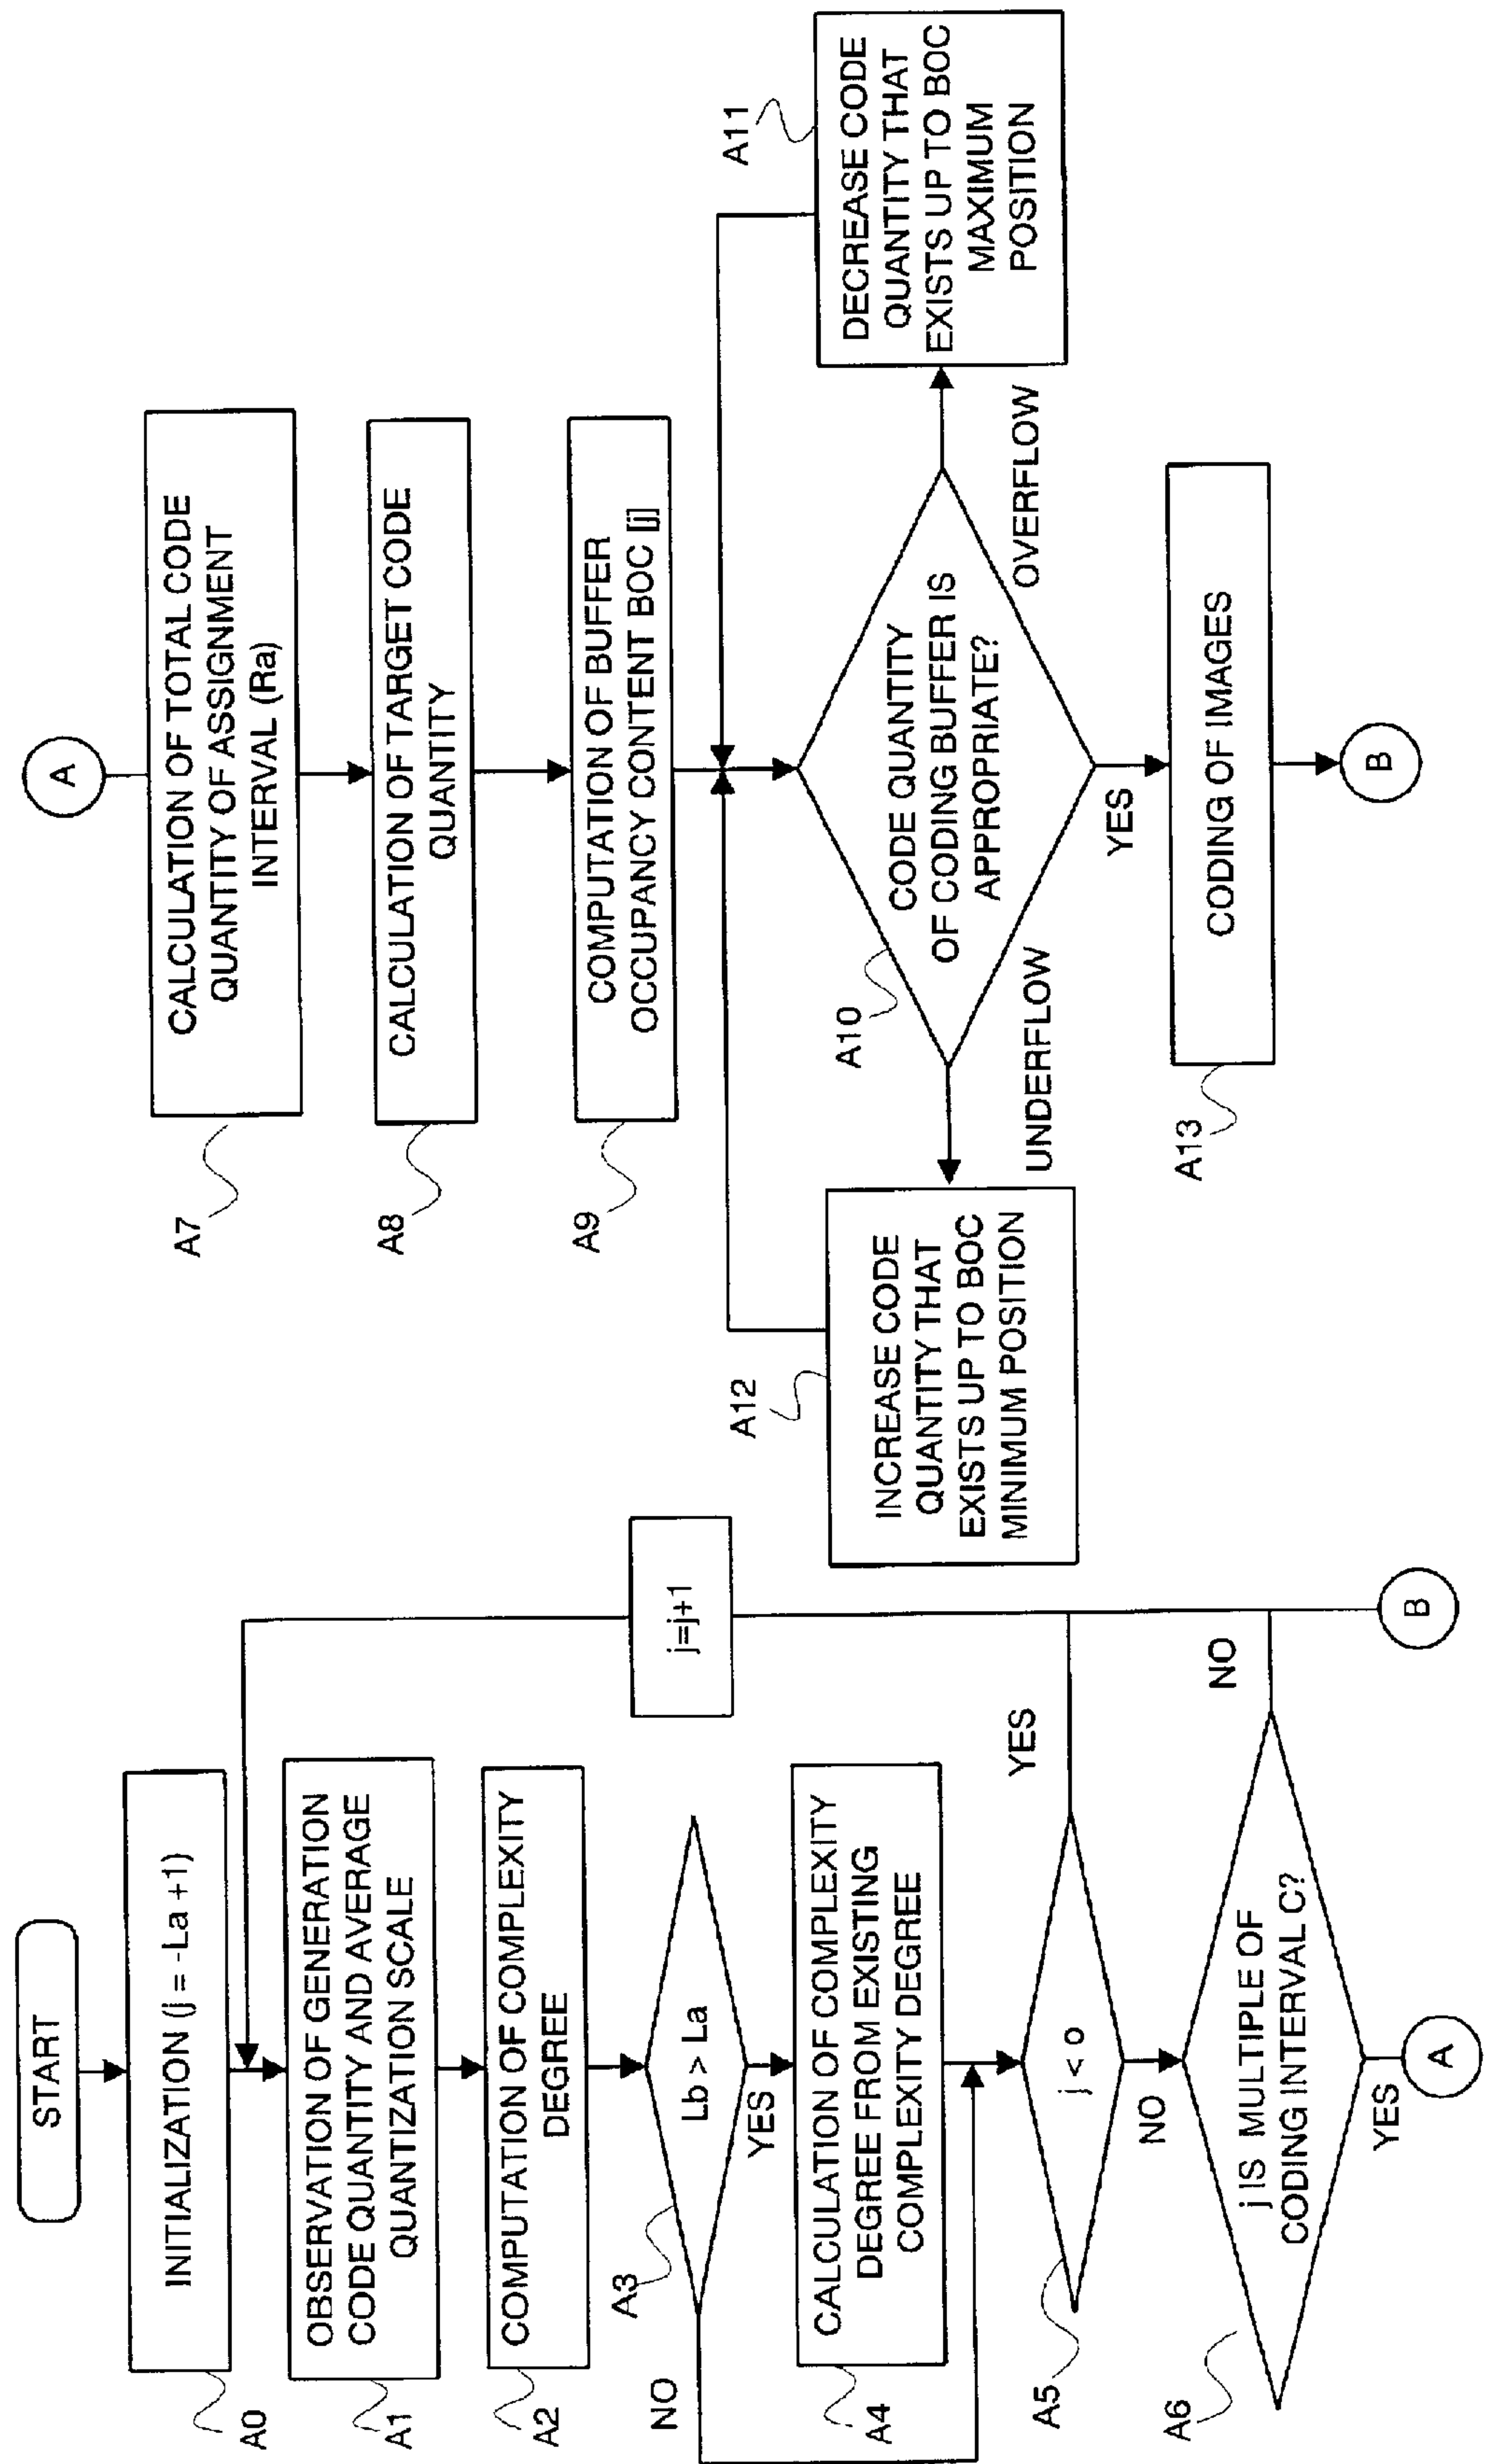 START
INITIALIZATION (j = -La +1)
A0
OBSERVATION OF GENERATION
CODE QUANTITY AND AVERAGE
QUANTIZATION SCALE
A1
COMPUTATION OF COMPLEXITY
DEGREE
A2
Lb > La
A3
NO
YES
CALCULATION OF COMPLEXITY
DEGREE FROM EXISTING
COMPLEXITY DEGREE
A4
j < o
A5
YES
NO
j IS MULTIPLE OF
CODING INTERVAL C?
A6
NO
YES
A
j=j+1
B
A
CALCULATION OF TOTAL CODE
QUANTITY OF ASSIGNMENT
INTERVAL (Ra)
A7
CALCULATION OF TARGET CODE
QUANTITY
A8
COMPUTATION OF BUFFER
OCCUPANCY CONTENT BOC [j]
A9
CODE QUANTITY
OF CODING BUFFER IS
APPROPRIATE?
A10
UNDERFLOW
OVERFLOW
YES
INCREASE CODE
QUANTITY THAT
EXISTS UP TO BOC
MINIMUM POSITION
A12
DECREASE CODE
QUANTITY THAT
EXISTS UP TO BOC
MAXIMUM
POSITION
A11
CODING OF IMAGES
A13
B